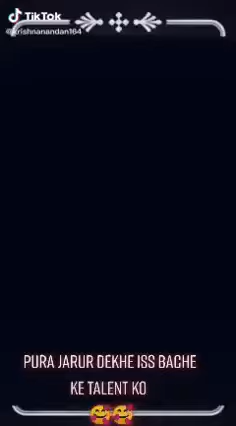 TikTok
@krishnanandan164
PURA JARUR DEKHE ISS BACHE
KE TALENT KO